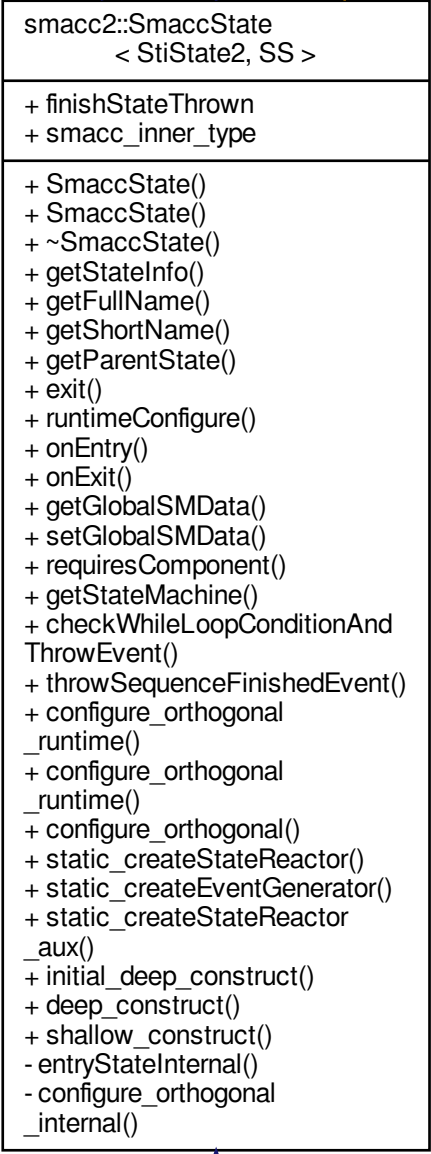 smacc2::SmaccState
< StiState2, SS >
+ finishStateThrown
+ smacc_inner_type
+ SmaccState()
+ SmaccState()
+ ~SmaccState()
+ getStateInfo()
+ getFullName()
+ getShortName()
+ getParentState()
+ exit()
+ runtimeConfigure()
+ onEntry()
+ onExit()
+ getGlobalSMData()
+ setGlobalSMData()
+ requiresComponent()
+ getStateMachine()
+ checkWhileLoopConditionAnd
ThrowEvent()
+ throwSequenceFinishedEvent()
+ configure_orthogonal
_runtime()
+ configure_orthogonal
_runtime()
+ configure_orthogonal()
+ static_createStateReactor()
+ static_createEventGenerator()
+ static_createStateReactor
_aux()
+ initial_deep_construct()
+ deep_construct()
+ shallow_construct()
- entryStateInternal()
- configure_orthogonal
_internal()